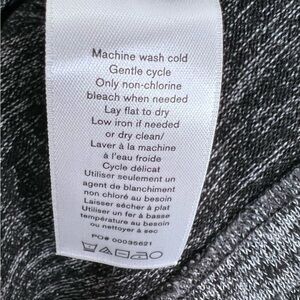 Machine wash cold
Gentle cycle
Only non-chlorine
bleach when needed
Lay flat to dry
Low iron if needed
or dry clean/
Laver à la machine
à l'eau froide
Cycle délicat
Utiliser seulement un
agent de blanchiment
non chloré au besoin
Laisser sécher à plat
Utiliser un fer à basse
température au besoin
ou nettoyer à sec
PO# 00035621